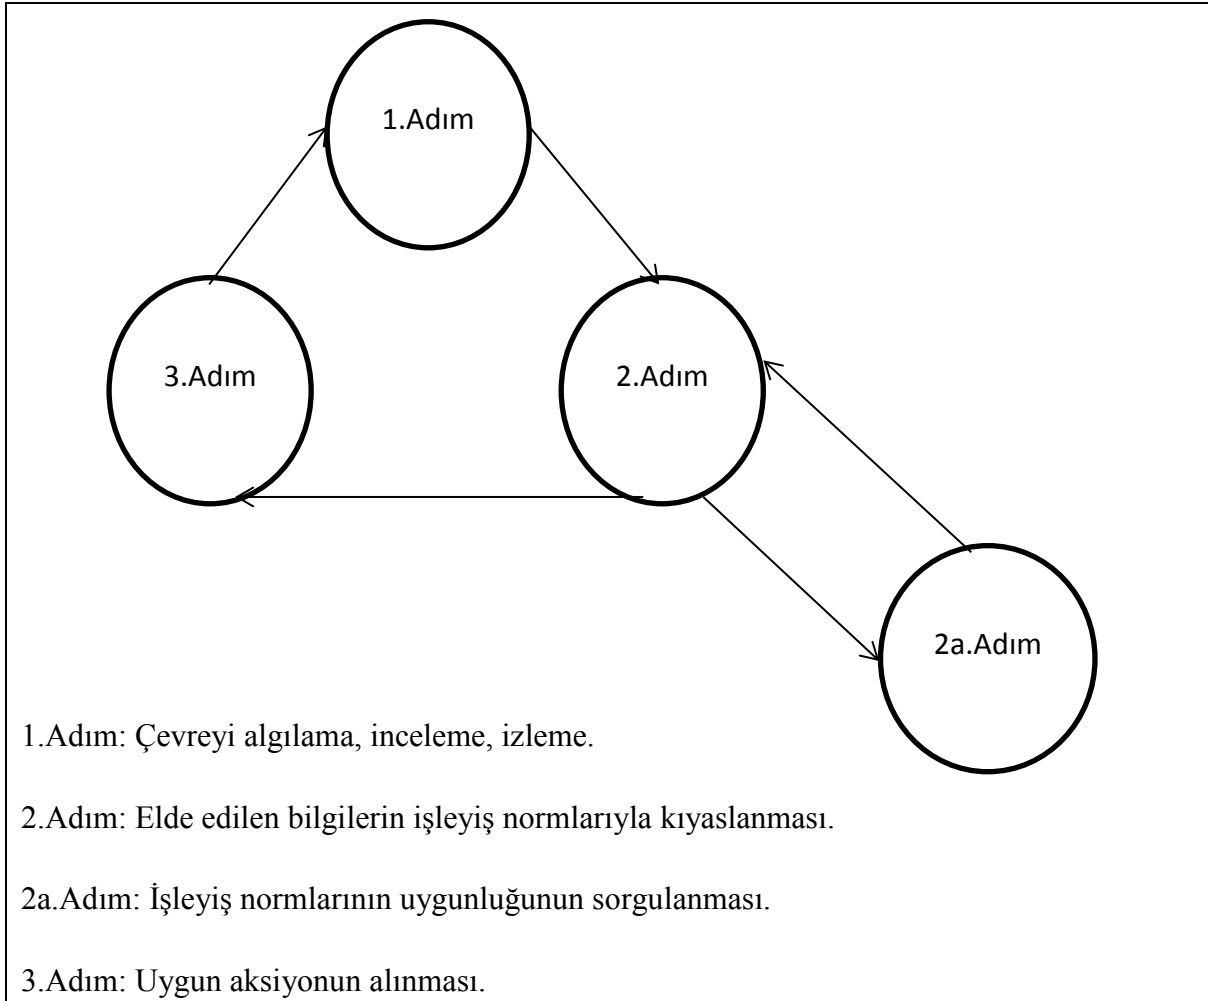 1.Adım
3.Adım
2.Adım
2a.Adım
1.Adım: Çevreyi algılama, inceleme, izleme.
2.Adım: Elde edilen bilgilerin işleyiş normlarıyla kıyaslanması.
2a.Adım: İşleyiş normlarının uygunluğunun sorgulanması.
3.Adım: Uygun aksiyonun alınması.